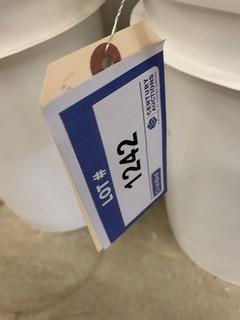 LOT #
1242
CENTURY
AUCTIONS